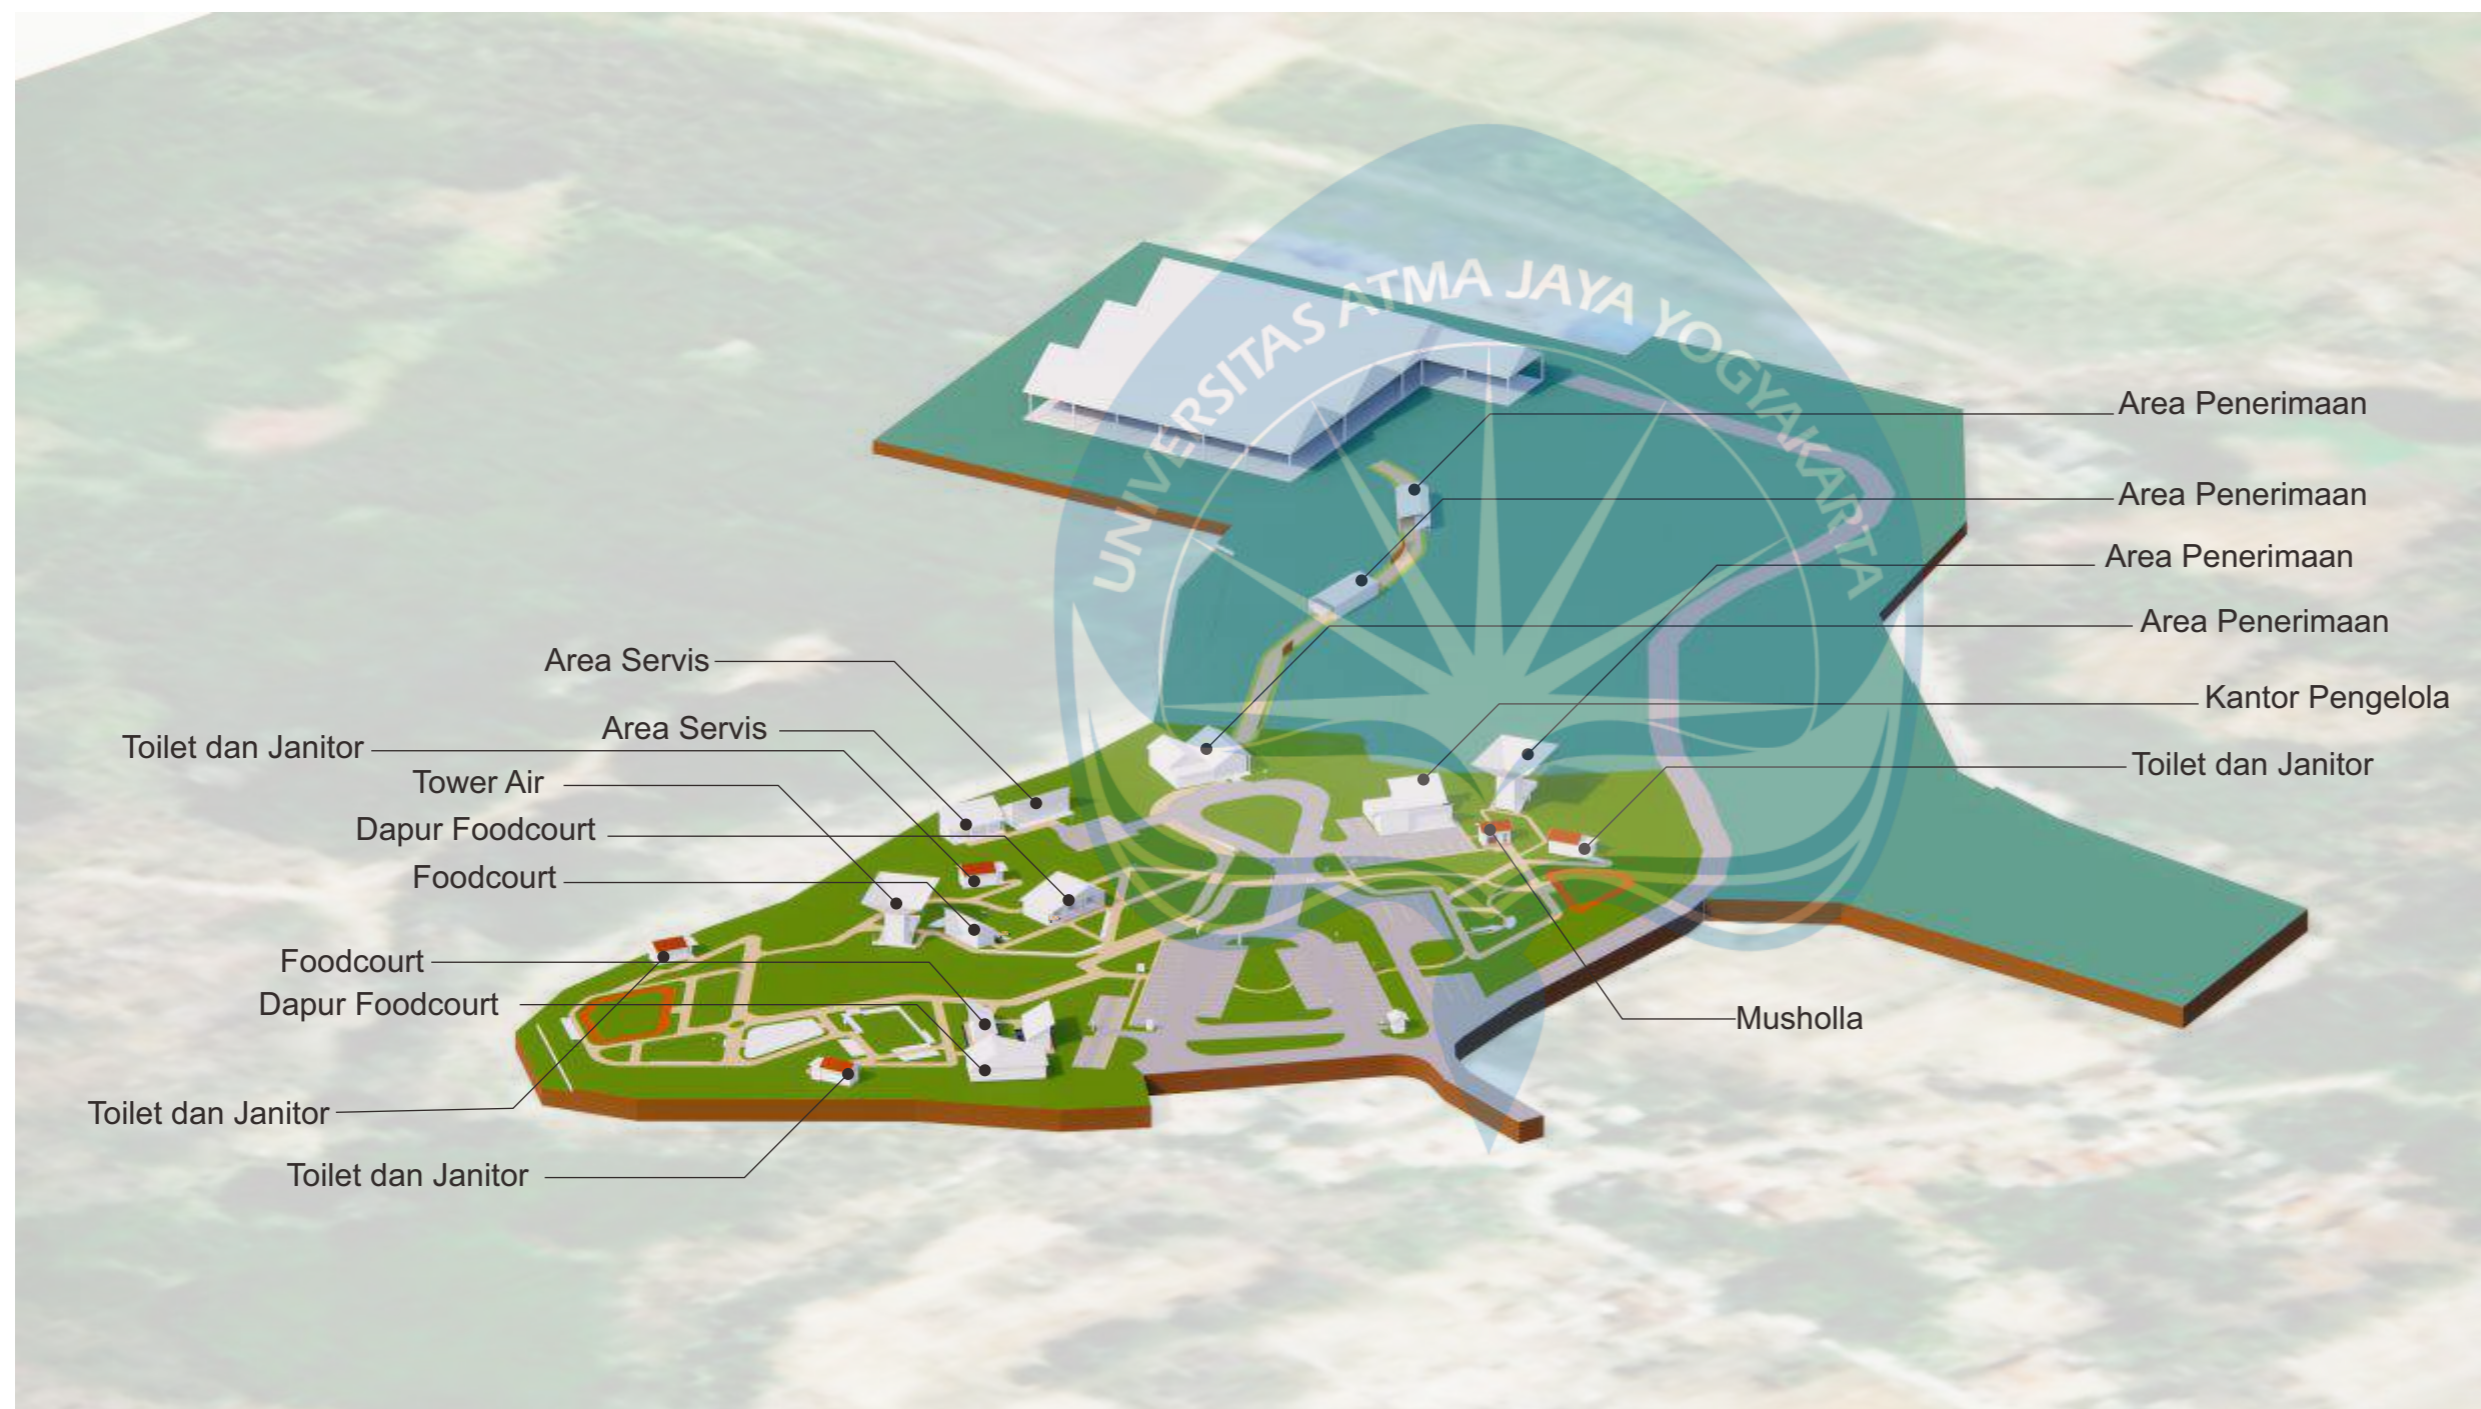 UNIVERSITAS ATMA JAYA YOGYAKARTA
Area Penerimaan
Area Penerimaan
Area Penerimaan
Area Penerimaan
Area Servis
Kantor Pengelola
Area Servis
Toilet dan Janitor
Toilet dan Janitor
Tower Air
Dapur Foodcourt
Foodcourt
Foodcourt
Dapur Foodcourt
Musholla
Toilet dan Janitor
Toilet dan Janitor